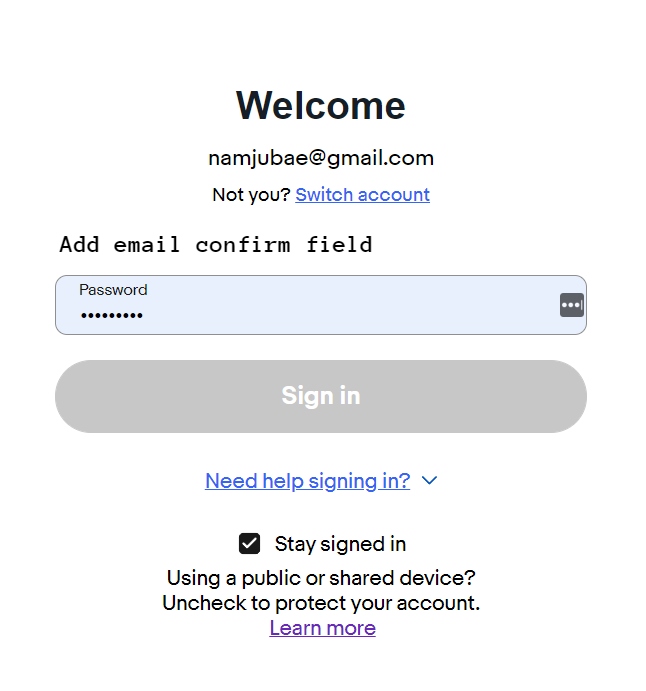 Welcome
namjubae@gmail.com
Not you? Switch account
Add email confirm field
Password
•••••••••
Sign in
Need help signing in?
Stay signed in
Using a public or shared device?
Uncheck to protect your account.
Learn more